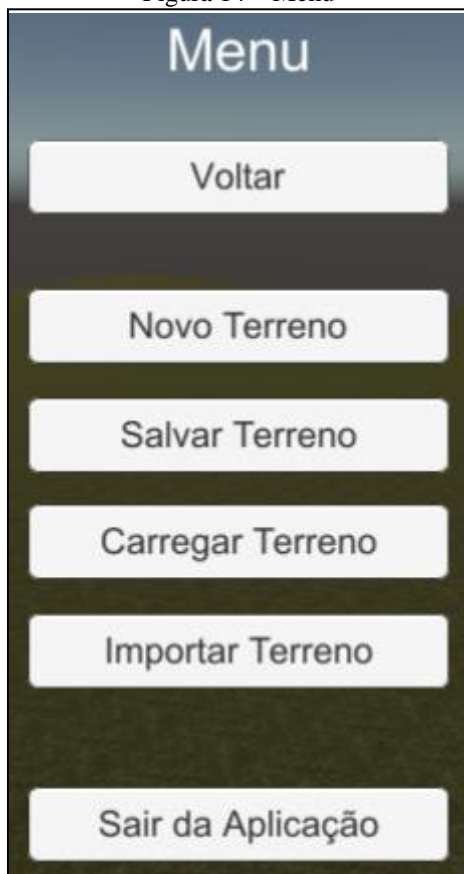 Menu
Voltar
Novo Terreno
Salvar Terreno
Carregar Terreno
Importar Terreno
Sair da Aplicação